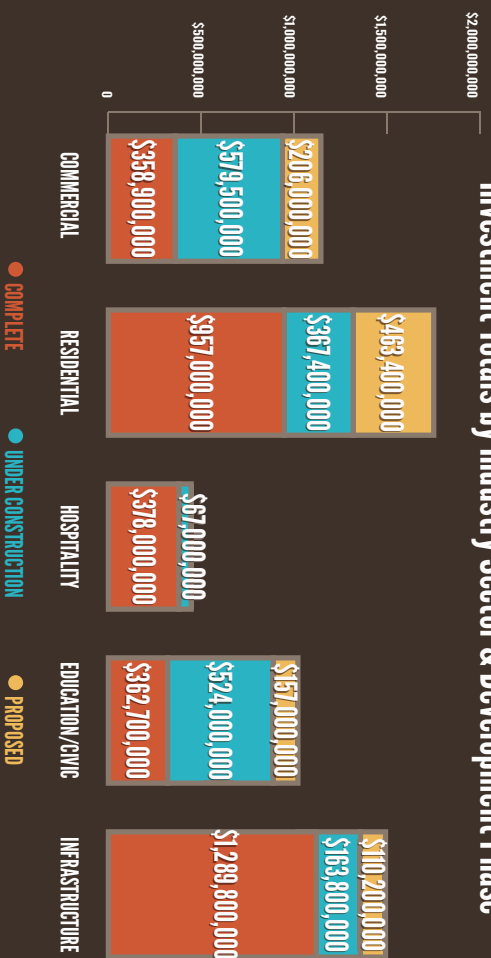 Investment Totals by Industry Sector & Development Phase
$2,000,000,000
$1,500,000,000
$1,000,000,000
$500,000,000
0
$206,000,000
$579,500,000
$358,900,000
$463,400,000
$367,400,000
$957,000,000
$67,000,000
$378,000,000
$157,000,000
$524,000,000
$362,700,000
$110,200,000
$163,800,000
$1,289,800,000
COMMERCIAL
RESIDENTIAL
HOSPITALITY
EDUCATION/CIVIC
INFRASTRUCTURE
COMPLETE
UNDER CONSTRUCTION
PROPOSED